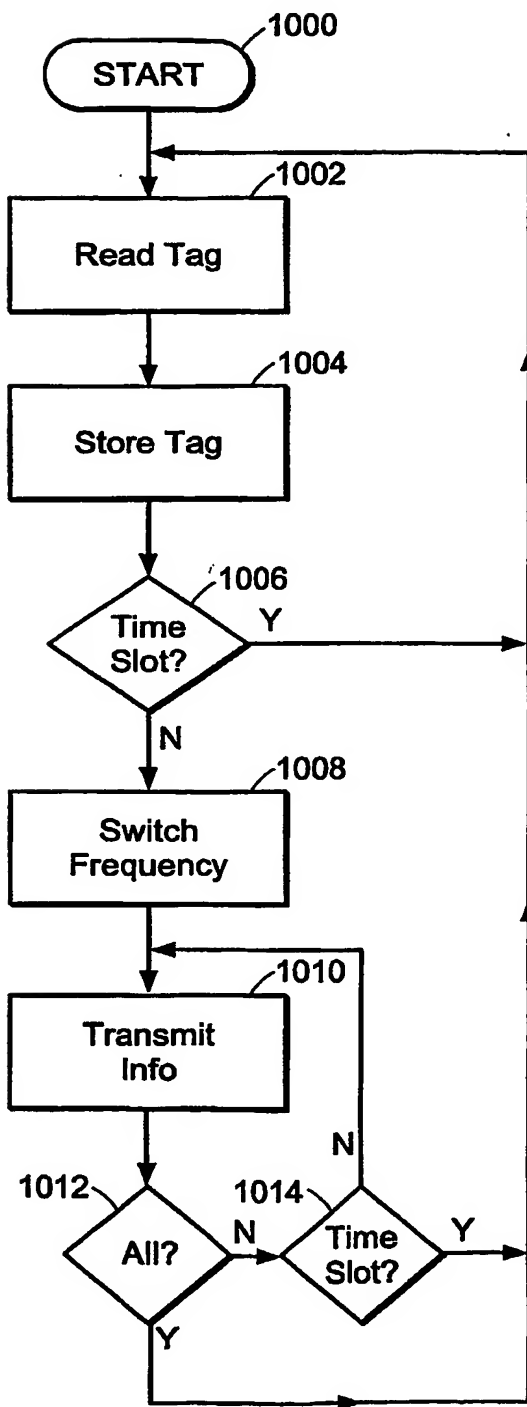 1000
START
1002
Read Tag
1004
Store Tag
1006
Time
Slot?
Y
N
1008
Switch
Frequency
1010
Transmit
Info
N
1012
All?
N
1014
Time
Slot?
Y
Y